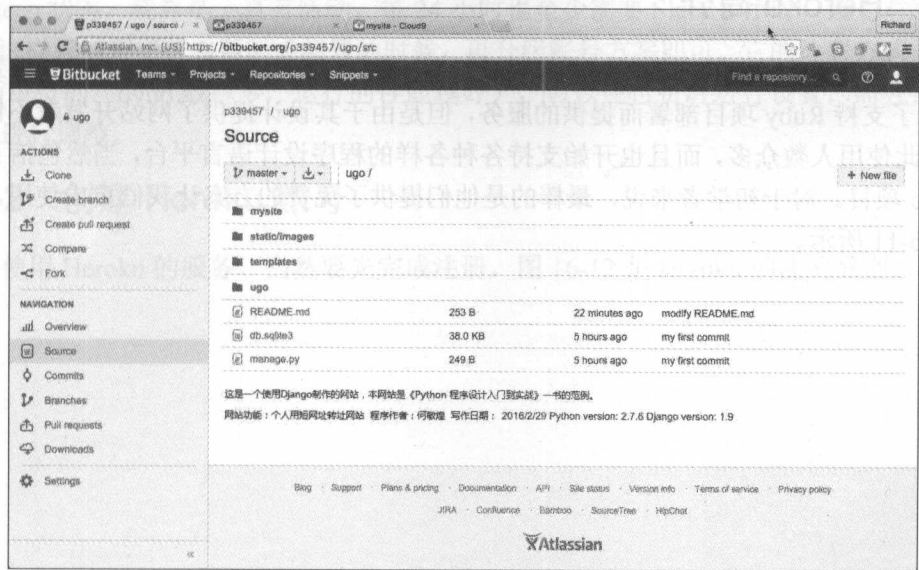 p339457 / ugo / source /
p339457
mysite - Cloud9
Richard
Atlassian, Inc. [US] https://bitbucket.org/p339457/ugo/src
Bitbucket Teams Projects Repositories Snippets Find a repository...
ugo
ACTIONS
Clone
Create branch
Create pull request
Compare
Fork
NAVIGATION
Overview
Source
Commits
Branches
Pull requests
Downloads
Settings
p339457 / ugo
Source
master ugo / + New file
mysite
static/images
templates
ugo
README.md 253 B 22 minutes ago modify README.md
db.sqlite3 38.0 KB 5 hours ago my first commit
manage.py 249 B 5 hours ago my first commit
这是一个使用Django制作的网站，本网站是《Python 程序设计入门到实战》一书的范例。
网站功能：个人用短网址转址网站 程序作者：何敏煌 写作日期： 2016/2/29 Python version: 2.7.6 Django version: 1.9
Blog · Support · Plans & pricing · Documentation · API · Site status · Version info · Terms of service · Privacy policy
JIRA · Confluence · Bamboo · SourceTree · HipChat
Atlassian